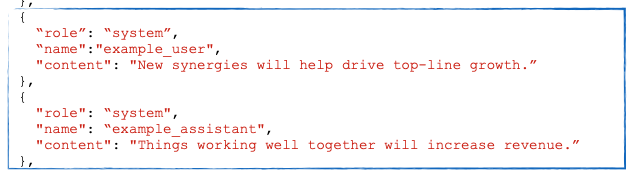 },
{
“role”: “system”,
“name":"example_user",
"content": "New synergies will help drive top-line growth.”
},
{
"role": “system",
"name": “example_assistant",
"content": "Things working well together will increase revenue.”
},